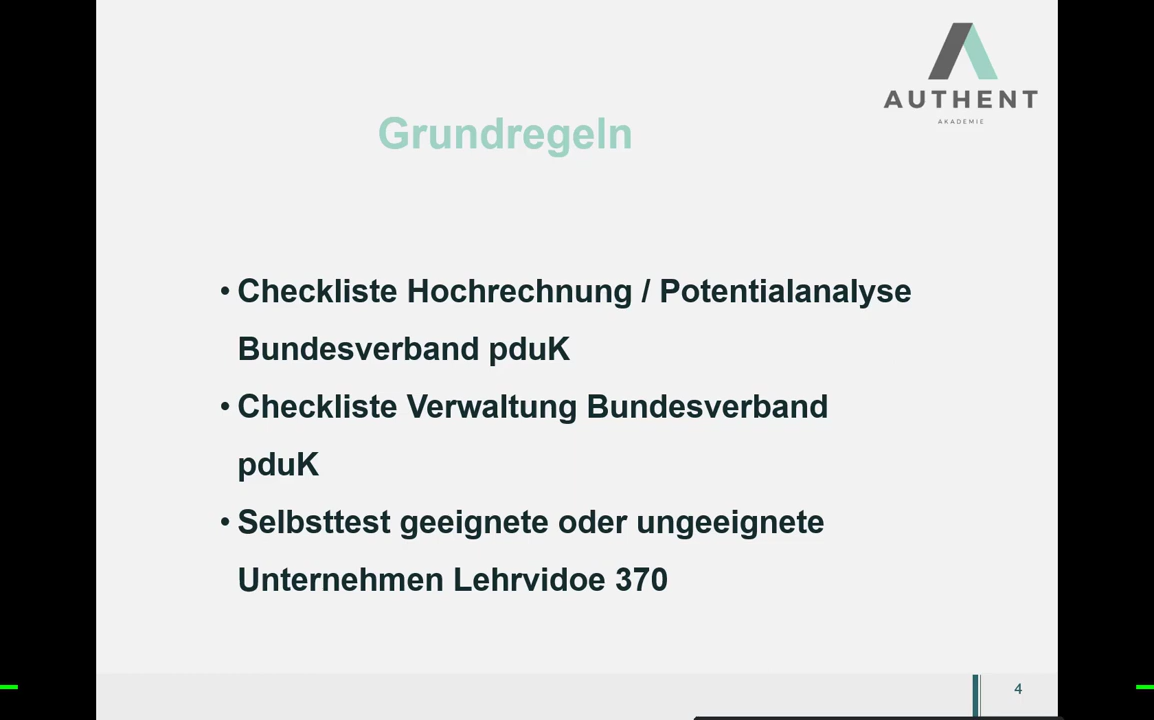 AUTHENT
AKADEMIE
Grundregeln
• Checkliste Hochrechnung / Potentialanalyse
Bundesverband pduK
• Checkliste Verwaltung Bundesverband
pduK
• Selbsttest geeignete oder ungeeignete
Unternehmen Lehrvidoe 370
4